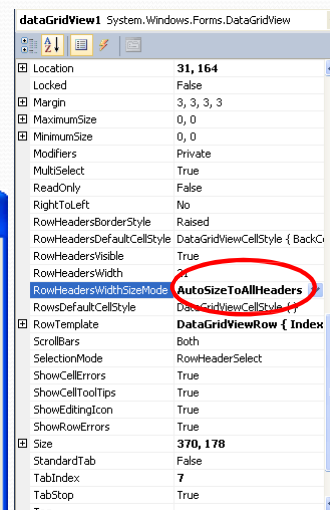 dataGridView1 System.Windows.Forms.DataGridView
Location 31, 164
Locked False
Margin 3, 3, 3, 3
MaximumSize 0, 0
MinimumSize 0, 0
Modifiers Private
MultiSelect True
ReadOnly False
RightToLeft No
RowHeadersBorderStyle Raised
RowHeadersDefaultCellStyle DataGridViewCellStyle { BackCo
RowHeadersVisible True
RowHeadersWidth 21
RowHeadersWidthSizeMode AutoSizeToAllHeaders
RowsDefaultCellStyle DataGridViewCellStyle { }
RowTemplate DataGridViewRow { Index
ScrollBars Both
SelectionMode RowHeaderSelect
ShowCellErrors True
ShowCellToolTips True
ShowEditingIcon True
ShowRowErrors True
Size 370, 178
StandardTab False
TabIndex 7
TabStop True